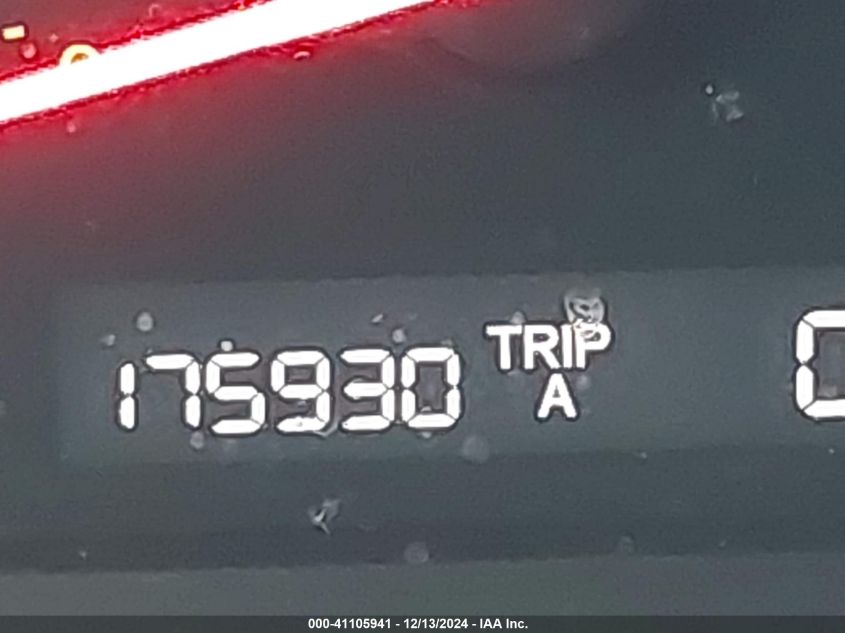 175930 TRIP
A
000-41105941 - 12/13/2024 - IAA Inc.